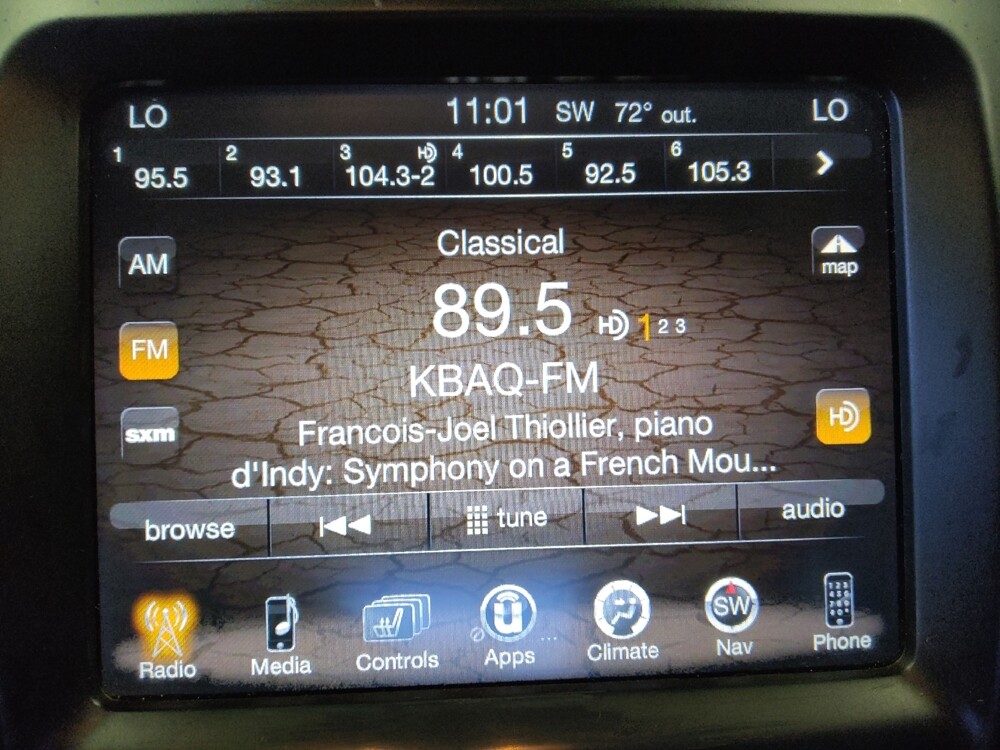 LO 11:01 SW 72° out. LO
1 95.5 2 93.1 3 HD 104.3-2 4 100.5 5 92.5 6 105.3
Classical
AM
map
89.5 HD 1 2 3
FM
KBAQ-FM
HD
Francois-Joel Thiollier, piano
sxm
d'Indy: Symphony on a French Mou...
browse tune audio
SW
Radio Media Controls Apps Climate Nav Phone